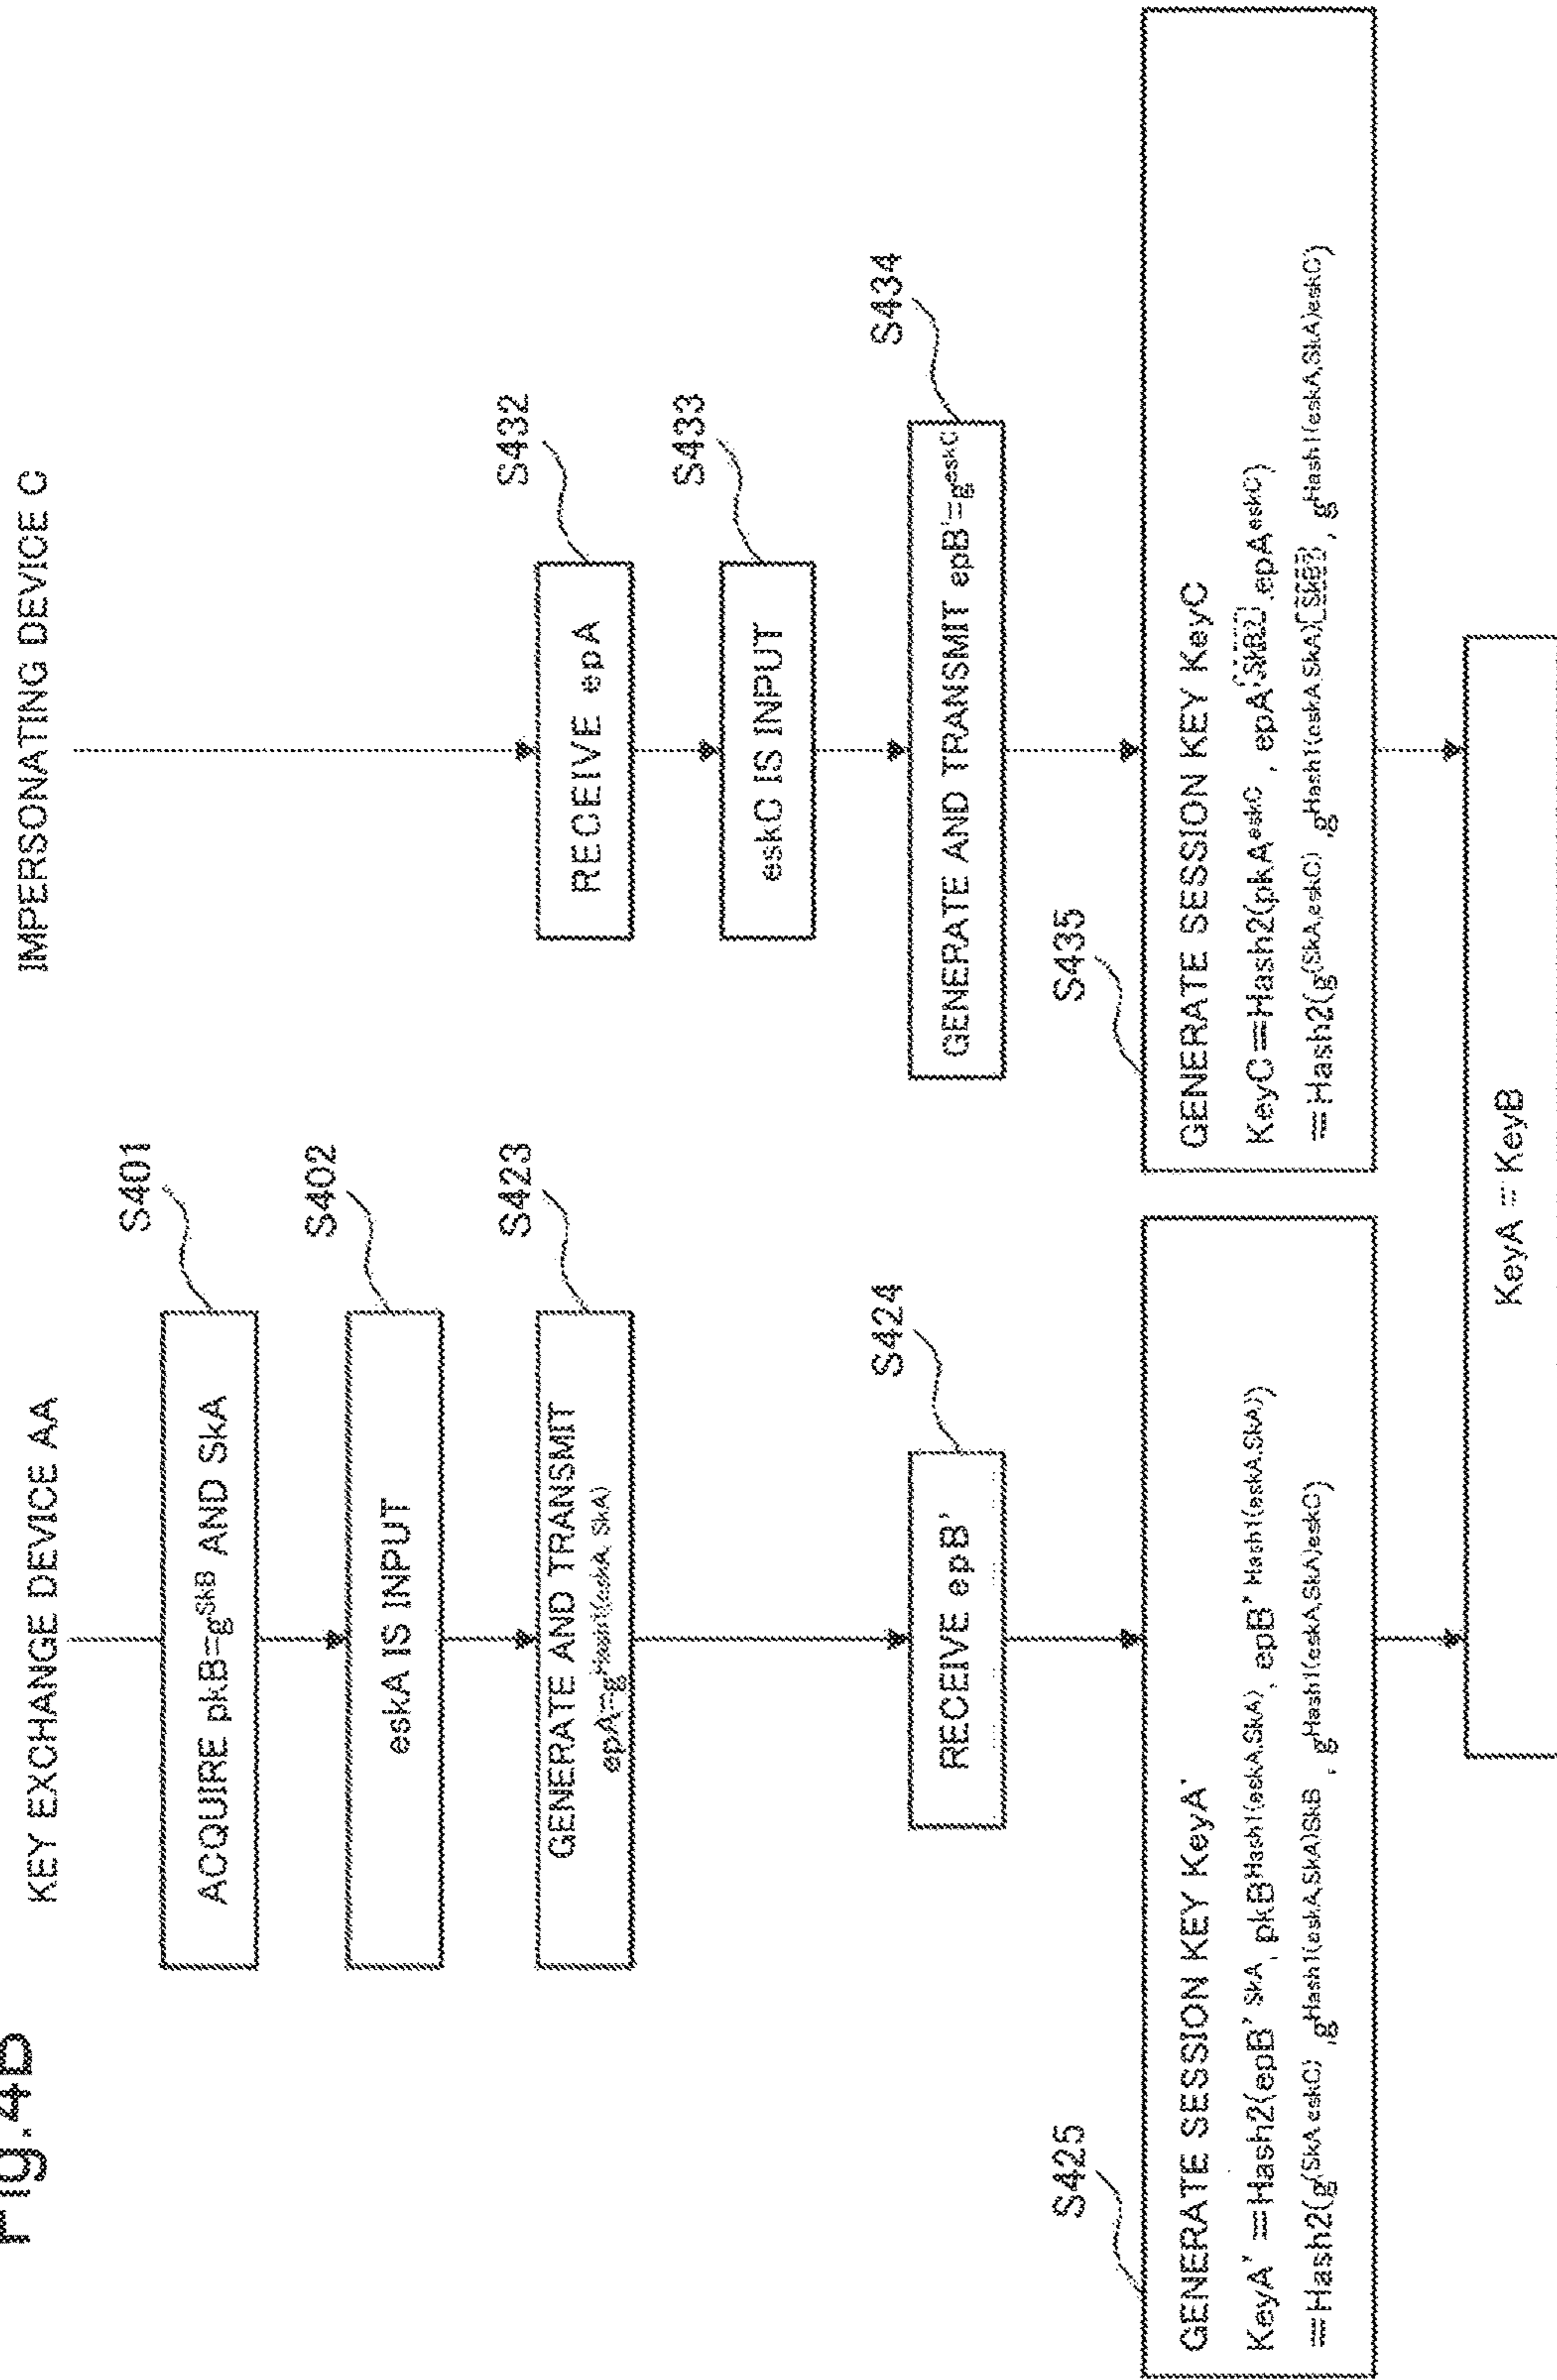 Fig.4B
KEY EXCHANGE DEVICE AA
IMPERSONATING DEVICE C
S401
ACQUIRE pkB=g^SkB AND SkA
S402
eskA IS INPUT
S423
GENERATE AND TRANSMIT
epA=g^Hash1(eskA, SkA)
S432
RECEIVE epA
S433
eskC IS INPUT
S424
RECEIVE epB'
S434
GENERATE AND TRANSMIT epB'=g^eskC
S425
GENERATE SESSION KEY KeyA'
KeyA' =Hash2(epB'^SkA, pkB^Hash1(eskA,SkA), epB'^Hash1(eskA,SkA))
=Hash2(g^(SkA eskC) ,g^Hash1(eskA,SkA)SkB , g^Hash1(eskA,SkA)eskC)
S435
GENERATE SESSION KEY KeyC
KeyC=Hash2(pkA^eskC , epA^SkB? ,epA^eskC)
=Hash2(g^(SkA,eskC) ,g^Hash1(eskA,SkA)SkB? , g^Hash1(eskA,SkA)eskC)
KeyA = KeyB